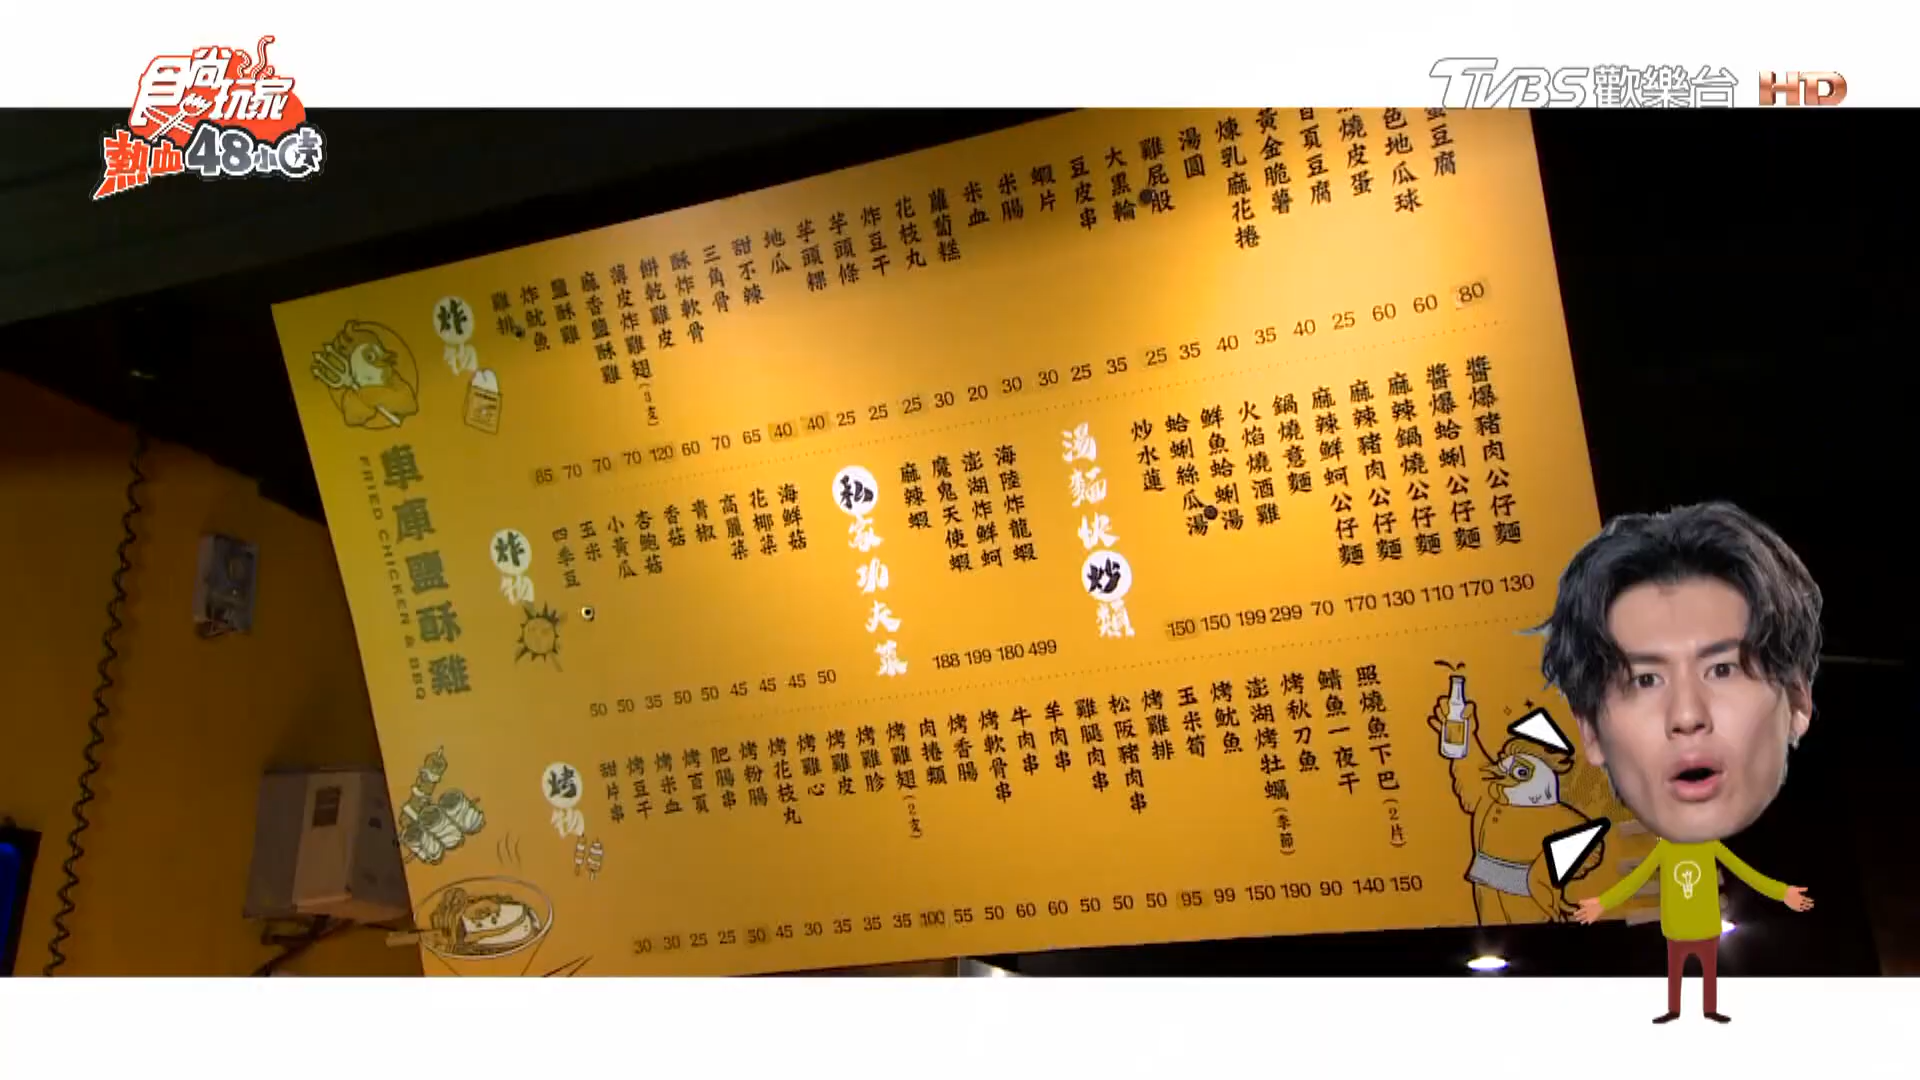 食尚玩家
熱血48小時
TVBS歡樂台 HD
車庫鹽酥雞
FRIED CHICKEN & BBQ
炸物
雞排
炸魷魚
鹽酥雞
麻香鹽酥雞
薄皮炸雞翅(3支)
餅乾雞皮
酥炸軟骨
三角骨
甜不辣
地瓜
芋頭粿
芋頭條
炸豆干
花枝丸
蘿蔔糕
米血
米腸
蝦片
豆皮串
大黑輪
雞屁股
湯圓
煉乳麻花捲
黃金脆薯
百頁豆腐
燒皮蛋
色地瓜球
蛋豆腐
85 70 70 70 120 60 70 65 40 40 25 25 25 30 20 30 30 25 35 25 35 40 35 40 25 60 60 80
炸物
四季豆
玉米
小黃瓜
杏鮑菇
香菇
青椒
高麗菜
花椰菜
海鮮菇
50 50 35 50 50 45 45 45 50
私家功夫菜
麻辣蝦
魔鬼天使蝦
澎湖炸鮮蚵
海陸炸龍蝦
188 199 180 499
湯麵快炒類
炒水蓮
蛤蜊絲瓜湯
鮮魚蛤蜊湯
火焰燒酒雞
鍋燒意麵
麻辣鮮蚵公仔麵
麻辣豬肉公仔麵
麻辣鍋燒公仔麵
醬爆蛤蜊公仔麵
醬爆豬肉公仔麵
150 150 199 299 70 170 130 110 170 130
烤物
甜片串
烤豆干
烤米血
烤百頁
肥腸串
烤粉腸
烤花枝丸
烤雞心
烤雞皮
烤雞胗
烤雞翅(2支)
肉捲類
烤香腸
烤軟骨串
牛肉串
羊肉串
雞腿肉串
松阪豬肉串
烤雞排
玉米筍
烤魷魚
澎湖烤牡蠣(季節)
烤秋刀魚
鯖魚一夜干
照燒魚下巴(2片)
30 30 25 25 50 45 30 35 35 35 100 55 50 60 60 50 50 50 95 99 150 190 90 140 150